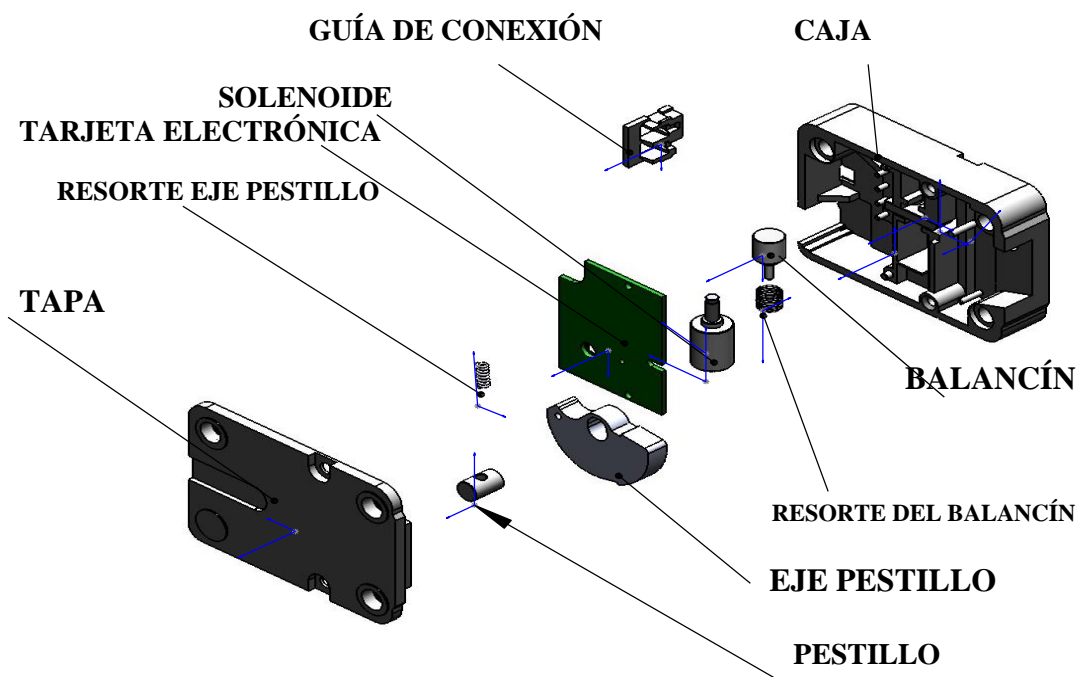 GUÍA DE CONEXIÓN
CAJA
SOLENOIDE
TARJETA ELECTRÓNICA
RESORTE EJE PESTILLO
TAPA
BALANCÍN
RESORTE DEL BALANCÍN
EJE PESTILLO
PESTILLO